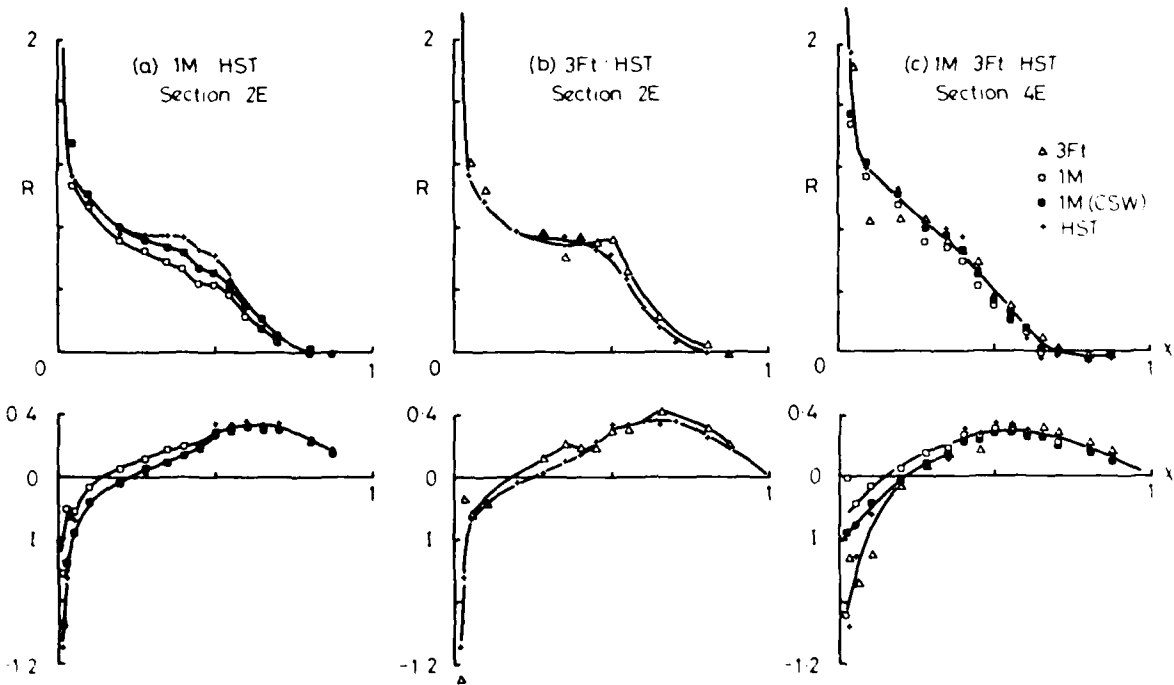 2
(a) 1M HST
Section 2E
R
0
1
0·4
0
1
I
-1 2
2
(b) 3Ft HST
Section 2E
R
0
1
0·4
0
1
I
-1 2
2
(c) 1M 3Ft HST
Section 4E
△ 3Ft
○ 1M
■ 1M (CSW)
+ HST
R
0
1
x
0·4
0
1
x
I
-1 2